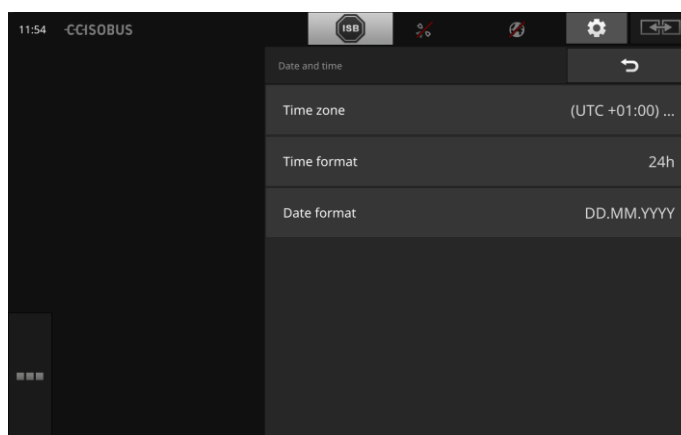 11:54 CCISOBUS ISB
Date and time
Time zone (UTC +01:00) ...
Time format 24h
Date format DD.MM.YYYY